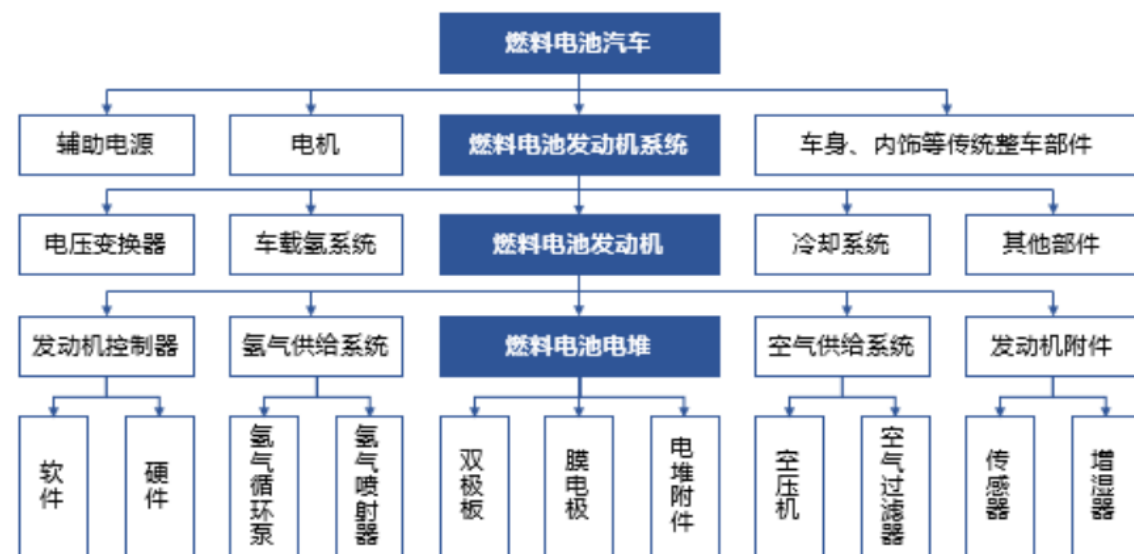 燃料电池汽车
辅助电源
电机
燃料电池发动机系统
车身、内饰等传统整车部件
电压变换器
车载氢系统
燃料电池发动机
冷却系统
其他部件
发动机控制器
氢气供给系统
燃料电池电堆
空气供给系统
发动机附件
软件
硬件
氢气循环泵
氢气喷射器
双极板
膜电极
电堆附件
空压机
空气过滤器
传感器
增湿器